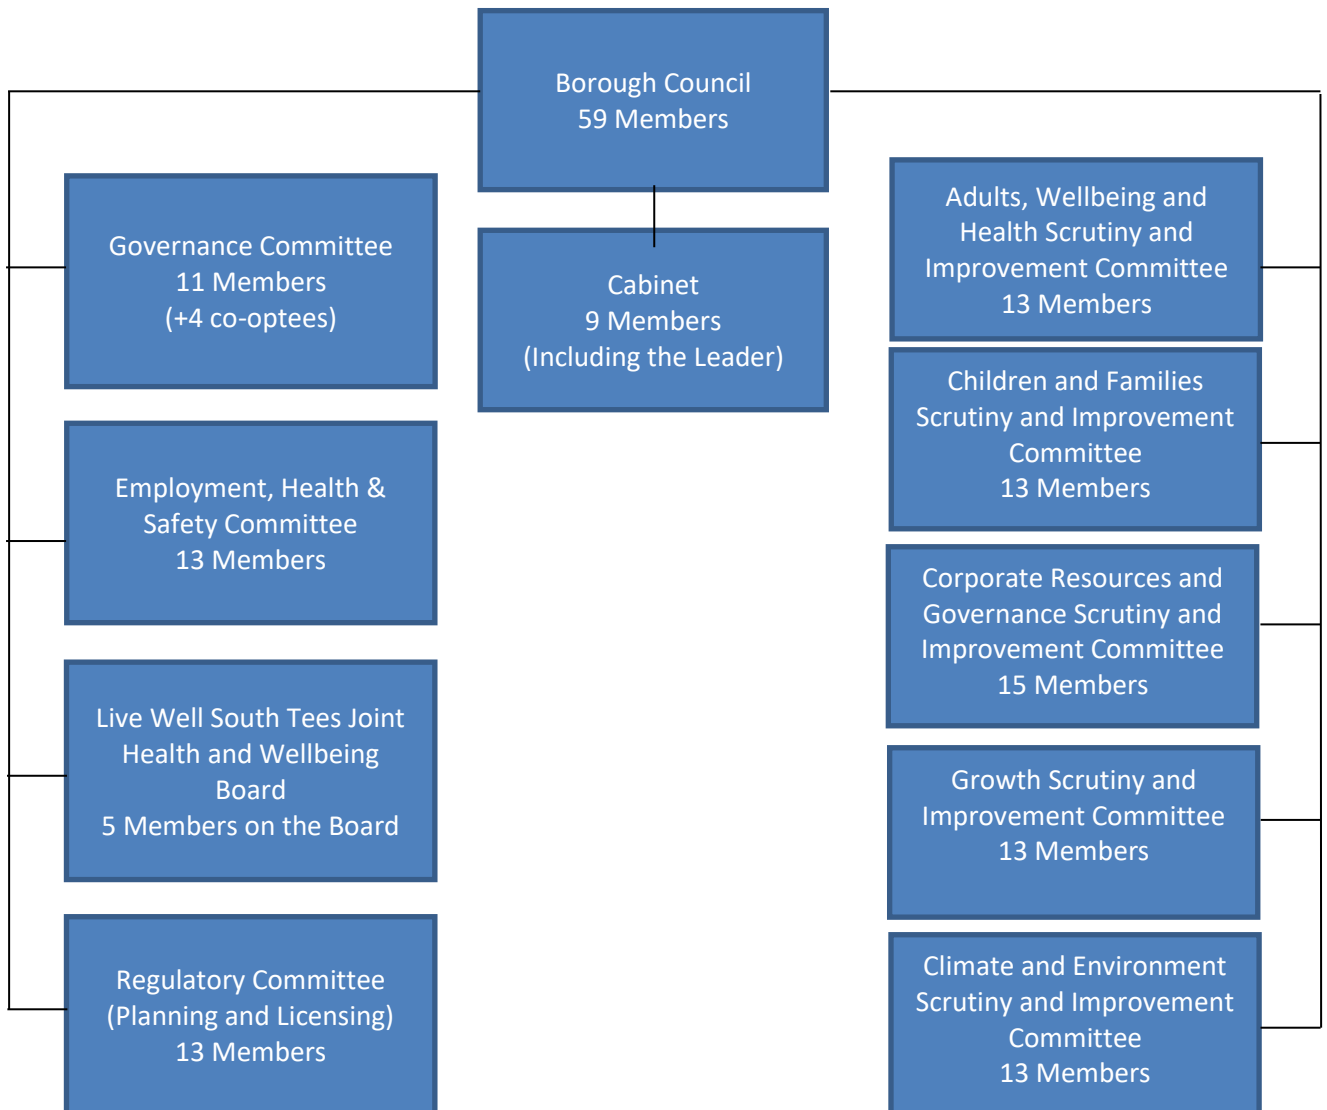 Borough Council
59 Members
Governance Committee
11 Members
(+4 co-optees)
Cabinet
9 Members
(Including the Leader)
Adults, Wellbeing and
Health Scrutiny and
Improvement Committee
13 Members
Children and Families
Scrutiny and Improvement
Committee
13 Members
Employment, Health &
Safety Committee
13 Members
Corporate Resources and
Governance Scrutiny and
Improvement Committee
15 Members
Live Well South Tees Joint
Health and Wellbeing
Board
5 Members on the Board
Growth Scrutiny and
Improvement Committee
13 Members
Regulatory Committee
(Planning and Licensing)
13 Members
Climate and Environment
Scrutiny and Improvement
Committee
13 Members